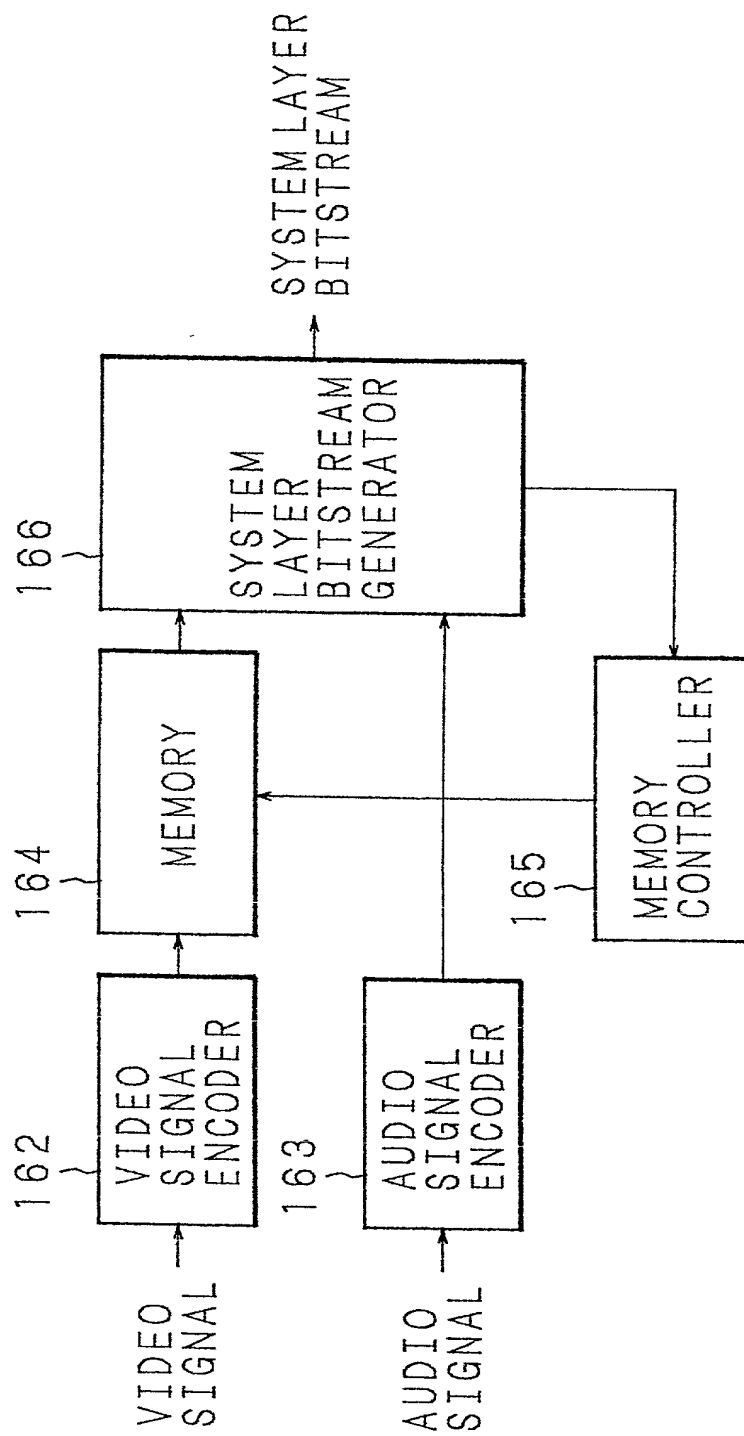 VIDEO
SIGNAL
162
VIDEO
SIGNAL
ENCODER
164
MEMORY
166
SYSTEM
LAYER
BITSTREAM
GENERATOR
SYSTEM LAYER
BITSTREAM
AUDIO
SIGNAL
163
AUDIO
SIGNAL
ENCODER
165
MEMORY
CONTROLLER